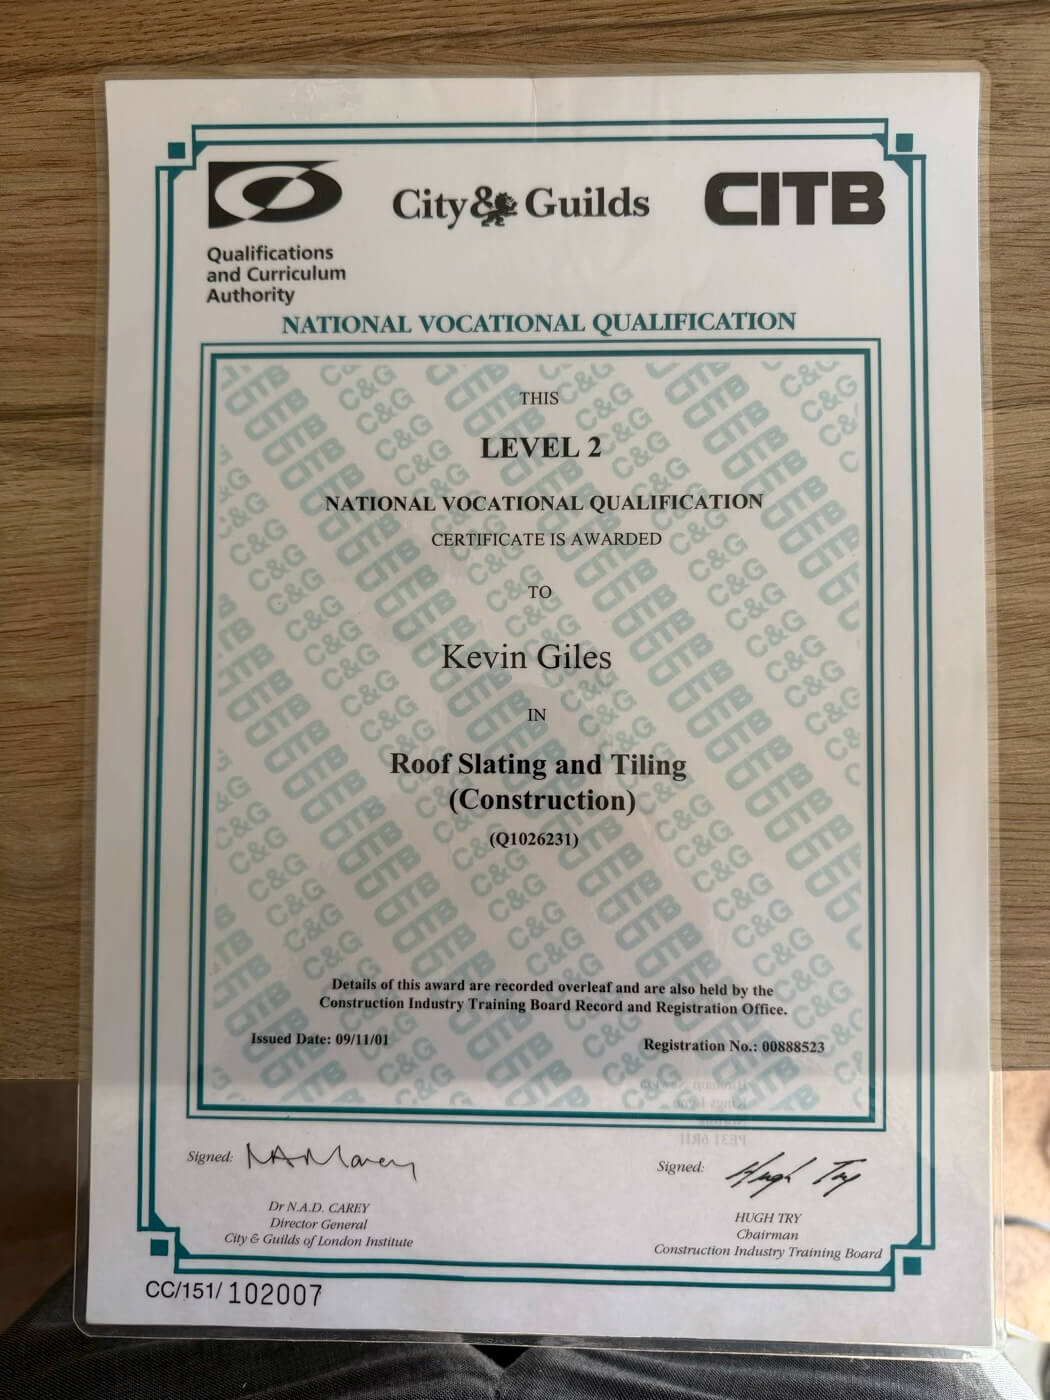 Qualifications
and Curriculum
Authority
City & Guilds
CITB
NATIONAL VOCATIONAL QUALIFICATION
THIS
LEVEL 2
NATIONAL VOCATIONAL QUALIFICATION
CERTIFICATE IS AWARDED
TO
Kevin Giles
IN
Roof Slating and Tiling
(Construction)
(Q1026231)
Details of this award are recorded overleaf and are also held by the
Construction Industry Training Board Record and Registration Office.
Issued Date: 09/11/01
Registration No.: 00888523
Signed:
Dr N.A.D. CAREY
Director General
City & Guilds of London Institute
Signed: Hugh Try
HUGH TRY
Chairman
Construction Industry Training Board
CC/151/ 102007